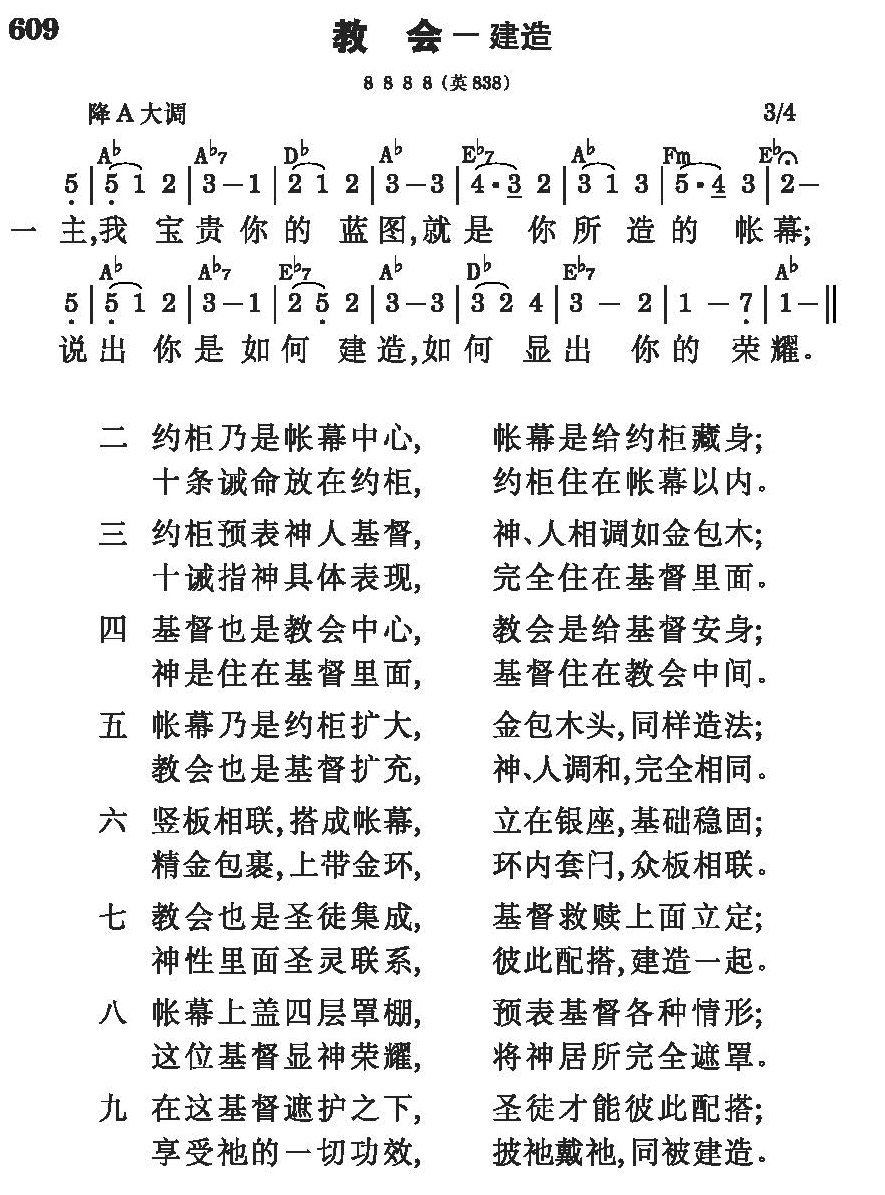 609
教 会 — 建造
8 8 8 8 (英838)
降A大调 3/4
A♭ A♭7 D♭ A♭ E♭7 A♭ Fm E♭
5 | 5 1 2 | 3 – 1 | 2 1 2 | 3 – 3 | 4 · 3 2 | 3 1 3 | 5 · 4 3 | 2 –
一 主,我 宝贵你的 蓝图,就是 你所 造的 帐幕;
A♭ A♭7 E♭7 A♭ D♭ E♭7 A♭
5 | 5 1 2 | 3 – 1 | 2 5 2 | 3 – 3 | 3 2 4 | 3 – 2 | 1 – 7 | 1 – ‖
说出 你是如何 建造,如何 显出 你的 荣耀。
二 约柜乃是帐幕中心, 帐幕是给约柜藏身;
十条诫命放在约柜, 约柜住在帐幕以内。
三 约柜预表神人基督, 神、人相调如金包木;
十诫指神具体表现, 完全住在基督里面。
四 基督也是教会中心, 教会是给基督安身;
神是住在基督里面, 基督住在教会中间。
五 帐幕乃是约柜扩大, 金包木头,同样造法;
教会也是基督扩充, 神、人调和,完全相同。
六 竖板相联,搭成帐幕, 立在银座,基础稳固;
精金包裹,上带金环, 环内套闩,众板相联。
七 教会也是圣徒集成, 基督救赎上面立定;
神性里面圣灵联系, 彼此配搭,建造一起。
八 帐幕上盖四层罩棚, 预表基督各种情形;
这位基督显神荣耀, 将神居所完全遮罩。
九 在这基督遮护之下, 圣徒才能彼此配搭;
享受祂的一切功效, 披祂戴祂,同被建造。